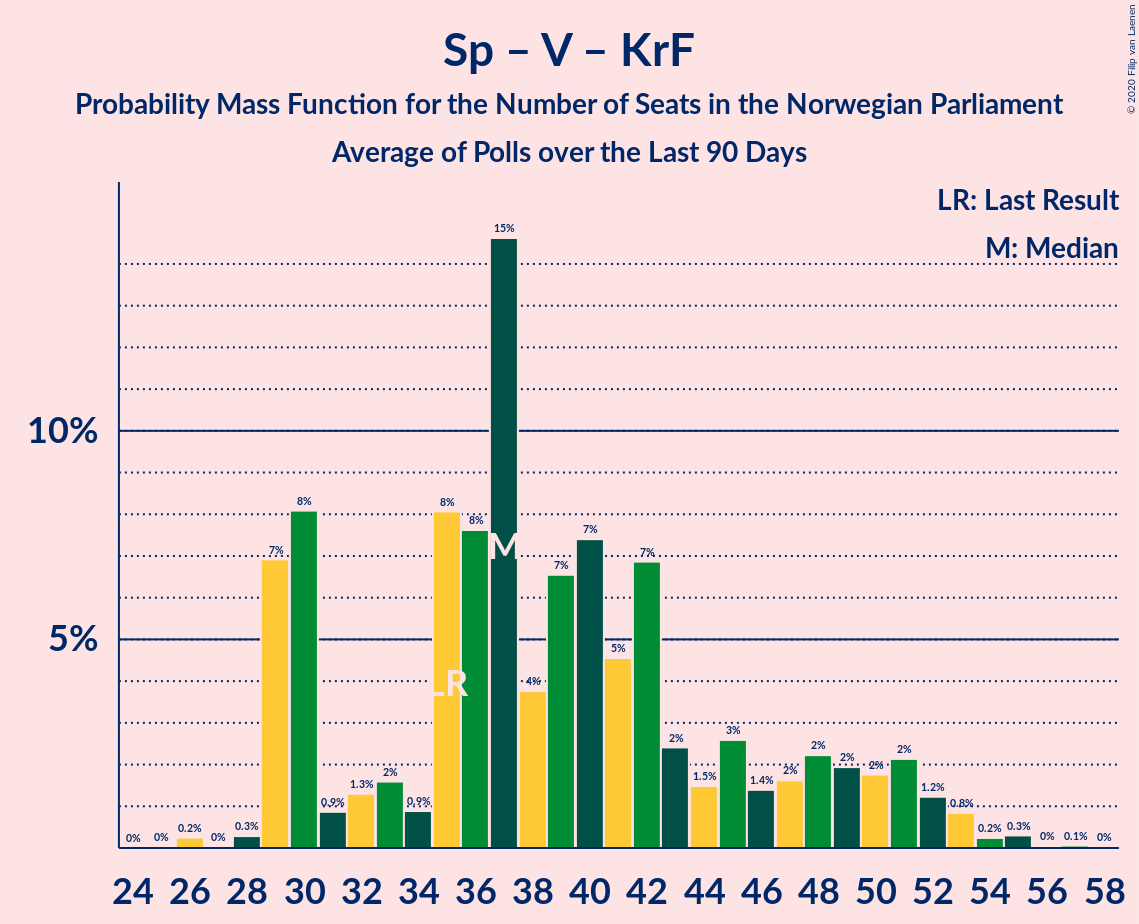 Sp – V – KrF
Probability Mass Function for the Number of Seats in the Norwegian Parliament
Average of Polls over the Last 90 Days
© 2020 Filip van Laenen
LR: Last Result
M: Median
10%
5%
0% 0% 0.2% 0% 0.3% 7% 8% 0.9% 1.3% 2% 0.9% 8% 8% 15% 4% 7% 7% 5% 7% 2% 1.5% 3% 1.4% 2% 2% 2% 2% 2% 1.2% 0.8% 0.2% 0.3% 0% 0.1% 0%
M
LR
24 26 28 30 32 34 36 38 40 42 44 46 48 50 52 54 56 58